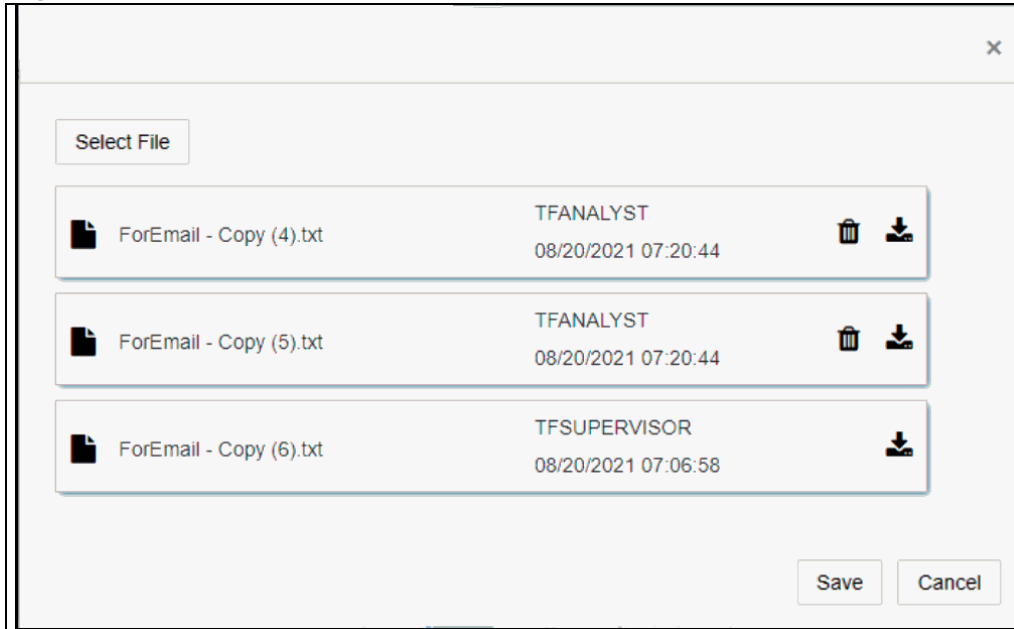 ×
Select File
ForEmail - Copy (4).txt
TFANALYST
08/20/2021 07:20:44
ForEmail - Copy (5).txt
TFANALYST
08/20/2021 07:20:44
ForEmail - Copy (6).txt
TFSUPERVISOR
08/20/2021 07:06:58
Save Cancel